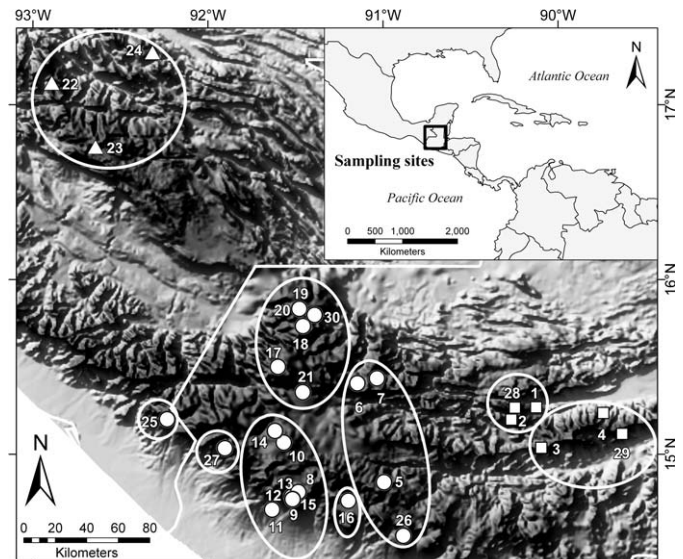 93°W 92°W 91°W 90°W
24
22
23
17°N
N
Atlantic Ocean
Sampling sites
Pacific Ocean
0 500 1,000 2,000
Kilometers
16°N
19
20 30
18
17
21
6 7
28 1
2
4
3 29
25
27
14
10
13 8
12
9 15
11
16
5
26
15°N
N
0 20 40 60 80
Kilometers